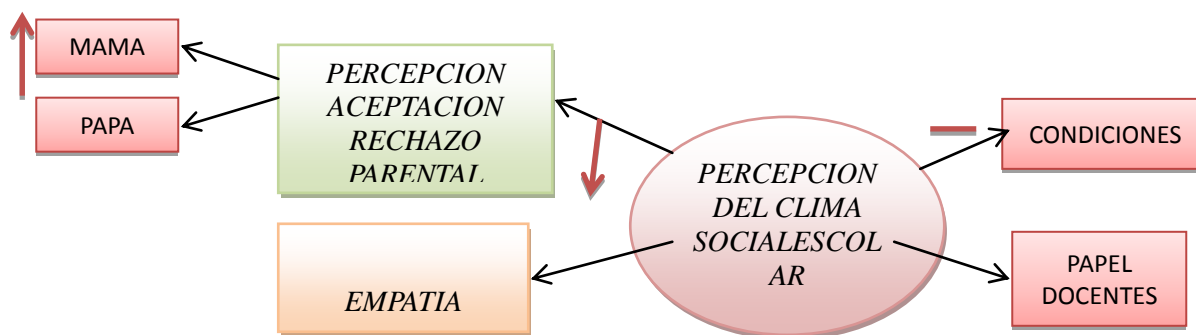 MAMA
PAPA
PERCEPCION
ACEPTACION
RECHAZO
PARENTAL
EMPATIA
PERCEPCION
DEL CLIMA
SOCIALESCOL
AR
CONDICIONES
PAPEL
DOCENTES